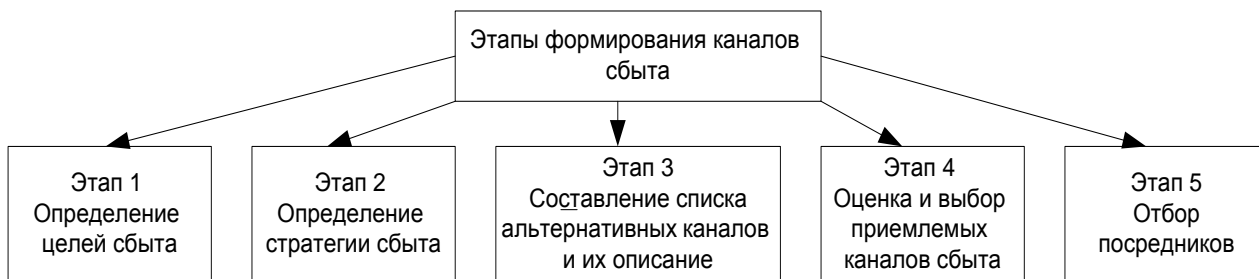 Этапы формирования каналов
сбыта
Этап 1
Определение
целей сбыта
Этап 2
Определение
стратегии сбыта
Этап 3
Составление списка
альтернативных каналов
и их описание
Этап 4
Оценка и выбор
приемлемых
каналов сбыта
Этап 5
Отбор
посредников